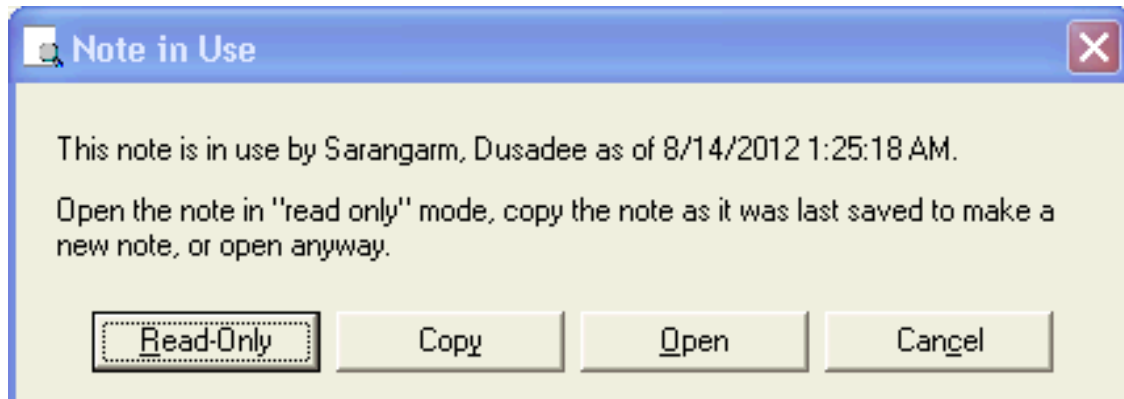 Note in Use
This note is in use by Sarangarm, Dusadee as of 8/14/2012 1:25:18 AM.
Open the note in "read only" mode, copy the note as it was last saved to make a
new note, or open anyway.
Read-Only Copy Open Cancel